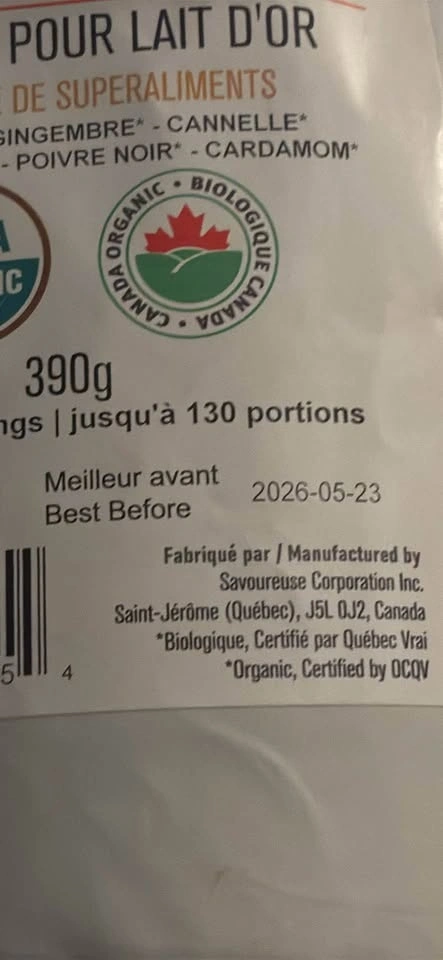 POUR LAIT D'OR
DE SUPERALIMENTS
GINGEMBRE* - CANNELLE*
- POIVRE NOIR* - CARDAMOM*
CANADA ORGANIC • BIOLOGIQUE CANADA •
390g
jusqu'à 130 portions
Meilleur avant
Best Before
2026-05-23
Fabriqué par / Manufactured by
Savoureuse Corporation Inc.
Saint-Jérôme (Québec), J5L 0J2, Canada
*Biologique, Certifié par Québec Vrai
*Organic, Certified by OCQV
5 4